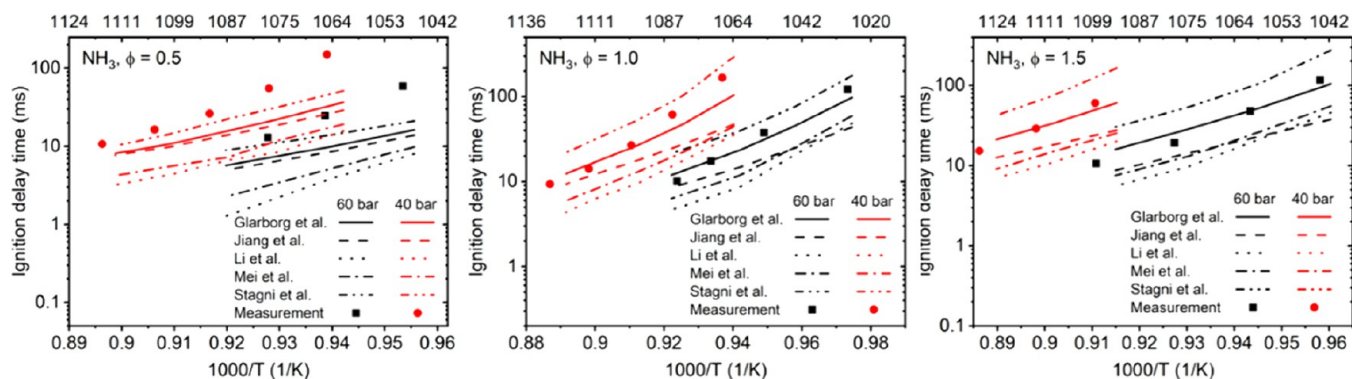 1124 1111 1099 1087 1075 1064 1053 1042
NH₃, ϕ = 0.5
Ignition delay time (ms)
100
10
1
0.1
60 bar 40 bar
Glarborg et al.
Jiang et al.
Li et al.
Mei et al.
Stagni et al.
Measurement
0.89 0.9 0.91 0.92 0.93 0.94 0.95 0.96
1000/T (1/K)
1136 1111 1087 1064 1042 1020
NH₃, ϕ = 1.0
Ignition delay time (ms)
100
10
1
60 bar 40 bar
Glarborg et al.
Jiang et al.
Li et al.
Mei et al.
Stagni et al.
Measurement
0.88 0.9 0.92 0.94 0.96 0.98
1000/T (1/K)
1124 1111 1099 1087 1075 1064 1053 1042
NH₃, ϕ = 1.5
Ignition delay time (ms)
100
10
1
0.1
60 bar 40 bar
Glarborg et al.
Jiang et al.
Li et al.
Mei et al.
Stagni et al.
Measurement
0.89 0.9 0.91 0.92 0.93 0.94 0.95 0.96
1000/T (1/K)